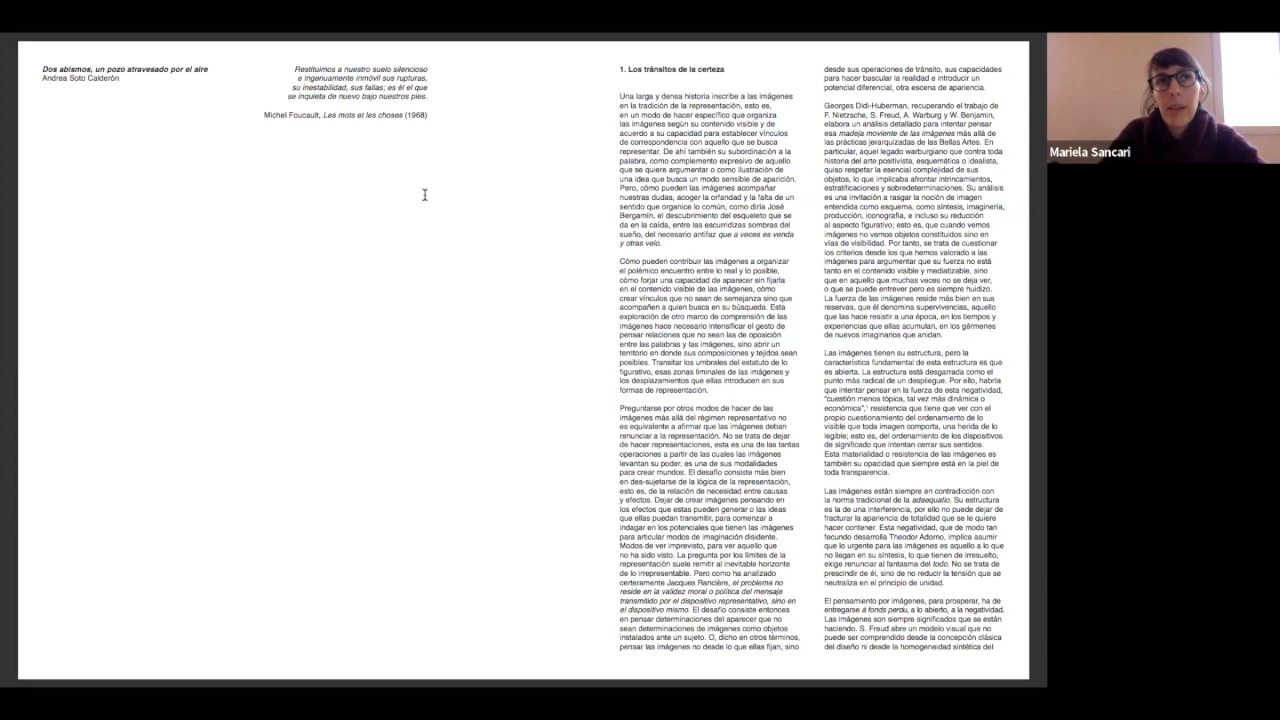 Dos abismos, un pozo atravesado por el aire
Andrea Soto Calderón
Restituimos a nuestro suelo silencioso
e ingenuamente inmóvil sus rupturas,
su inestabilidad, sus fallas; es él el que
se inquieta de nuevo bajo nuestros pies.
Michel Foucault, Les mots et les choses (1968)
1. Los tránsitos de la certeza
Una larga y densa historia inscribe a las imágenes
en la tradición de la representación, esto es,
en un modo de hacer específico que organiza
las imágenes según su contenido visible y de
acuerdo a su capacidad para establecer vínculos
de correspondencia con aquello que se busca
representar. De ahí también su subordinación a la
palabra, como complemento expresivo de aquello
que se quiere argumentar o como ilustración de
una idea que busca un modo sensible de aparición.
Pero, cómo pueden las imágenes acompañar
nuestras dudas, acoger la orfandad y la falta de un
sentido que organice lo común, como diría José
Bergamín, el descubrimiento del esqueleto que se
da en la caída, entre las escurridizas sombras del
sueño, del necesario antifaz que a veces es venda
y otras velo.
Cómo pueden contribuir las imágenes a organizar
el polémico encuentro entre lo real y lo posible,
cómo forjar una capacidad de aparecer sin fijarla
en el contenido visible de las imágenes, cómo
crear vínculos que no sean de semejanza sino que
acompañen a quien busca en su búsqueda. Esta
exploración de otro marco de comprensión de las
imágenes hace necesario intensificar el gesto de
pensar relaciones que no sean las de oposición
entre las palabras y las imágenes, sino abrir un
territorio en donde sus composiciones y tejidos sean
posibles. Transitar los umbrales del estatuto de lo
figurativo, esas zonas liminales de las imágenes y
los desplazamientos que ellas introducen en sus
formas de representación.
Preguntarse por otros modos de hacer de las
imágenes más allá del régimen representativo no
es equivalente a afirmar que las imágenes deban
renunciar a la representación. No se trata de dejar
de hacer representaciones, esta es una de las tantas
operaciones a partir de las cuales las imágenes
levantan su poder, es una de sus modalidades
para crear mundos. El desafío consiste más bien
en des-sujetarse de la lógica de la representación,
esto es, de la relación de necesidad entre causas
y efectos. Dejar de crear imágenes pensando en
los efectos que estas pueden generar o las ideas
que ellas puedan transmitir, para comenzar a
indagar en los potenciales que tienen las imágenes
para articular modos de imaginación disidente.
Modos de ver imprevisto, para ver aquello que
no ha sido visto. La pregunta por los límites de la
representación suele remitir al inevitable horizonte
de lo irrepresentable. Pero como ha analizado
certeramente Jacques Rancière, el problema no
reside en la validez moral o política del mensaje
transmitido por el dispositivo representativo, sino en
el dispositivo mismo. El desafío consiste entonces
en pensar determinaciones del aparecer que no
sean determinaciones de imágenes como objetos
instalados ante un sujeto. O, dicho en otros términos,
pensar las imágenes no desde lo que ellas fijan, sino
desde sus operaciones de tránsito, sus capacidades
para hacer bascular la realidad e introducir un
potencial diferencial, otra escena de apariencia.
Georges Didi-Huberman, recuperando el trabajo de
F. Nietzsche, S. Freud, A. Warburg y W. Benjamin,
elabora un análisis detallado para intentar pensar
esa madeja moviente de las imágenes más allá de
las prácticas jerarquizadas de las Bellas Artes. En
particular, aquel legado warburgiano que contra toda
historia del arte positivista, esquemática o idealista,
quiso respetar la esencial complejidad de sus
objetos, lo que implicaba afrontar intrincamientos,
estratificaciones y sobredeterminaciones. Su análisis
es una invitación a rasgar la noción de imagen
entendida como esquema, como síntesis, imaginería,
producción, iconografía, e incluso su reducción
al aspecto figurativo; esto es, que cuando vemos
imágenes no vemos objetos constituidos sino en
vías de visibilidad. Por tanto, se trata de cuestionar
los criterios desde los que hemos valorado a las
imágenes para argumentar que su fuerza no está
tanto en el contenido visible y mediatizable, sino
que en aquello que muchas veces no se deja ver,
o que se puede entrever pero es siempre huidizo.
La fuerza de las imágenes reside más bien en sus
reservas, que él denomina supervivencias, aquello
que las hace resistir a una época, en los tiempos y
experiencias que ellas acumulan, en los gérmenes
de nuevos imaginarios que anidan.
Las imágenes tienen su estructura, pero la
característica fundamental de esta estructura es que
es abierta. La estructura está desgarrada como el
punto más radical de un despliegue. Por ello, habría
que intentar pensar en la fuerza de esta negatividad,
“cuestión menos tópica, tal vez más dinámica o
económica”,¹ resistencia que tiene que ver con el
propio cuestionamiento del ordenamiento de lo
visible que toda imagen comporta, una herida de lo
legible; esto es, del ordenamiento de los dispositivos
de significado que intentan cerrar sus sentidos.
Esta materialidad o resistencia de las imágenes es
también su opacidad que siempre está en la piel de
toda transparencia.
Las imágenes están siempre en contradicción con
la norma tradicional de la adaequatio. Su estructura
es la de una interferencia, por ello no puede dejar de
fracturar la apariencia de totalidad que se le quiere
hacer contener. Esta negatividad, que de modo tan
fecundo desarrolla Theodor Adorno, implica asumir
que lo urgente para las imágenes es aquello a lo que
no llegan en su síntesis, lo que tienen de irresuelto,
exige renunciar al fantasma del todo. No se trata de
prescindir de él, sino de no reducir la tensión que se
neutraliza en el principio de unidad.
El pensamiento por imágenes, para prosperar, ha de
entregarse à fonds perdu, a lo abierto, a la negatividad.
Las imágenes son siempre significados que se están
haciendo. S. Freud abre un modelo visual que no
puede ser comprendido desde la concepción clásica
del diseño ni desde la homogeneidad sintética del
Mariela Sancari